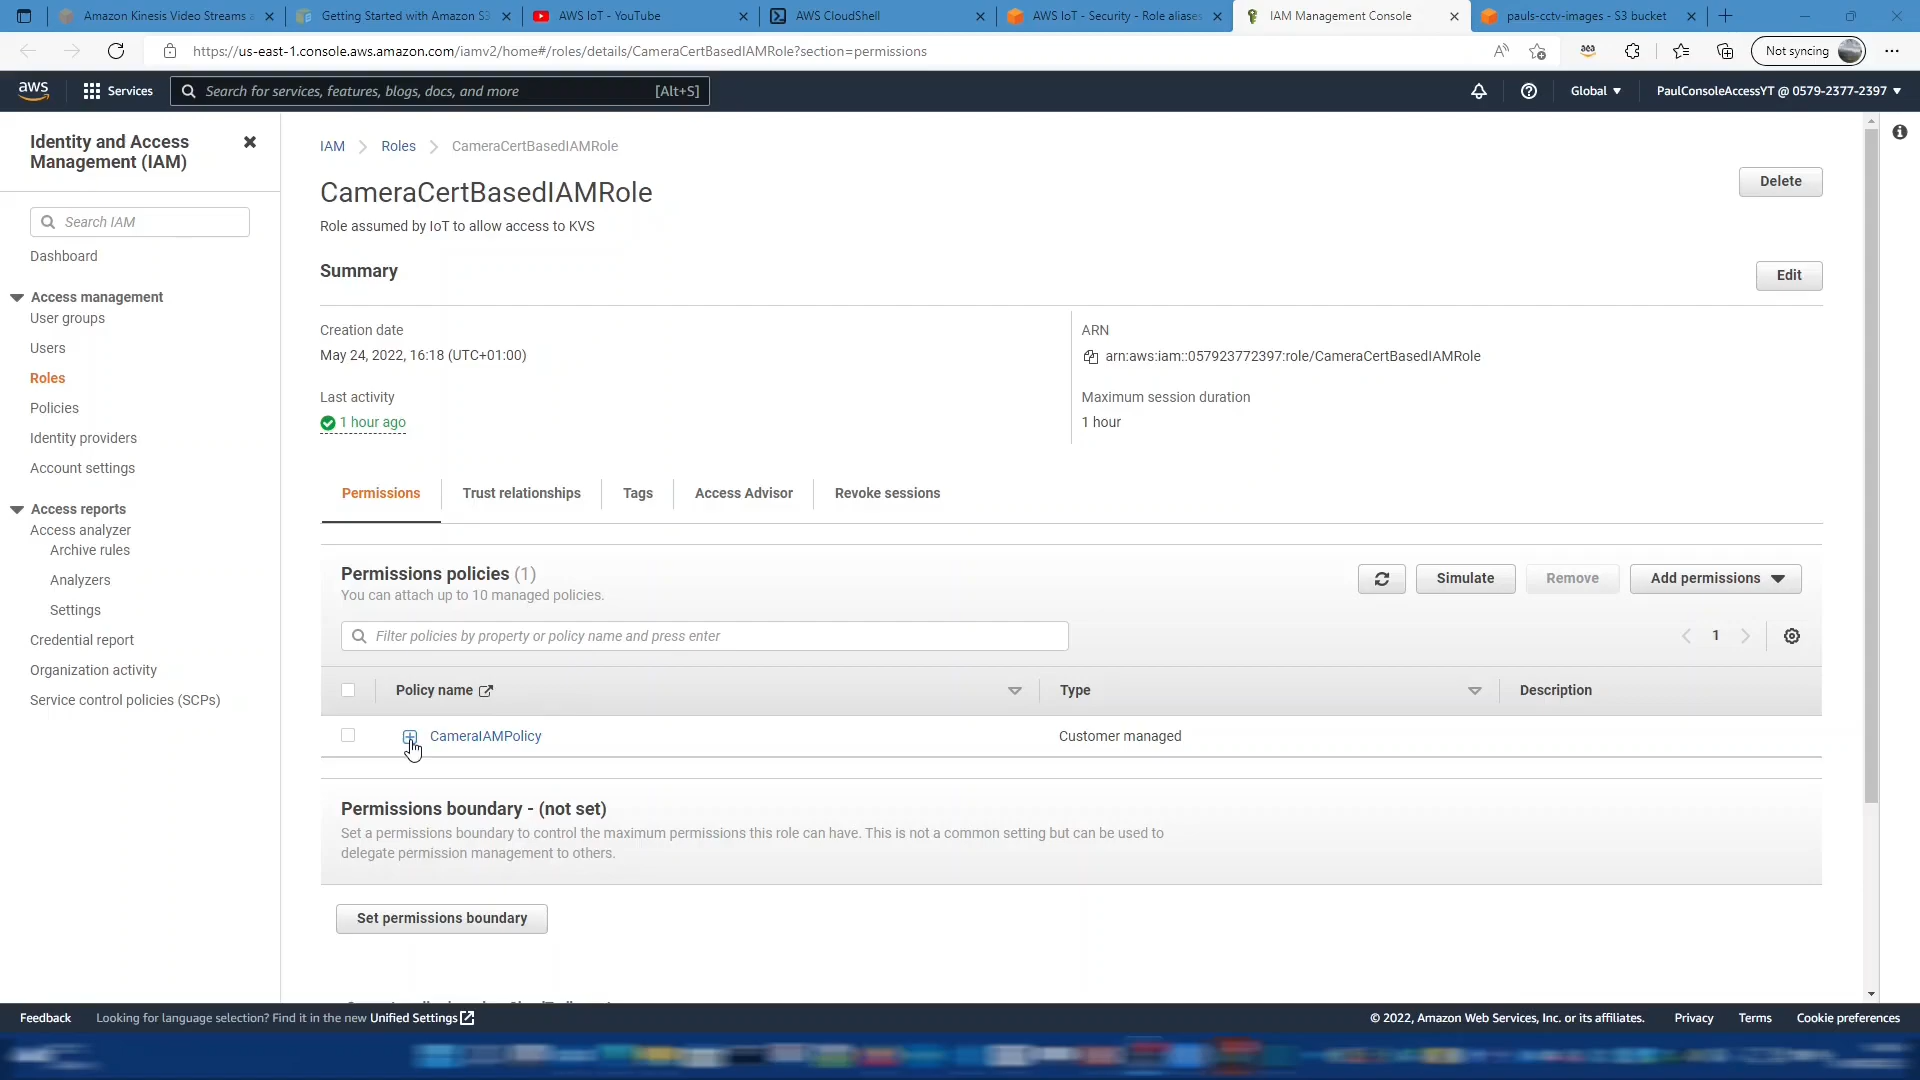 Amazon Kinesis Video Streams
Getting Started with Amazon S3
AWS IoT - YouTube
AWS CloudShell
AWS IoT - Security - Role aliases
IAM Management Console
pauls-cctv-images - S3 bucket
https://us-east-1.console.aws.amazon.com/iamv2/home#/roles/details/CameraCertBasedIAMRole?section=permissions
Not syncing
aws
Services
Search for services, features, blogs, docs, and more
[Alt+S]
Global
PaulConsoleAccessYT @ 0579-2377-2397
Identity and Access
Management (IAM)
Search IAM
Dashboard
Access management
User groups
Users
Roles
Policies
Identity providers
Account settings
Access reports
Access analyzer
Archive rules
Analyzers
Settings
Credential report
Organization activity
Service control policies (SCPs)
IAM
Roles
CameraCertBasedIAMRole
CameraCertBasedIAMRole
Delete
Role assumed by IoT to allow access to KVS
Summary
Edit
Creation date
May 24, 2022, 16:18 (UTC+01:00)
ARN
arn:aws:iam::057923772397:role/CameraCertBasedIAMRole
Last activity
1 hour ago
Maximum session duration
1 hour
Permissions
Trust relationships
Tags
Access Advisor
Revoke sessions
Permissions policies (1)
You can attach up to 10 managed policies.
Simulate
Remove
Add permissions
Filter policies by property or policy name and press enter
1
Policy name
Type
Description
CameraIAMPolicy
Customer managed
Permissions boundary - (not set)
Set a permissions boundary to control the maximum permissions this role can have. This is not a common setting but can be used to
delegate permission management to others.
Set permissions boundary
Feedback
Looking for language selection? Find it in the new Unified Settings
© 2022, Amazon Web Services, Inc. or its affiliates.
Privacy
Terms
Cookie preferences